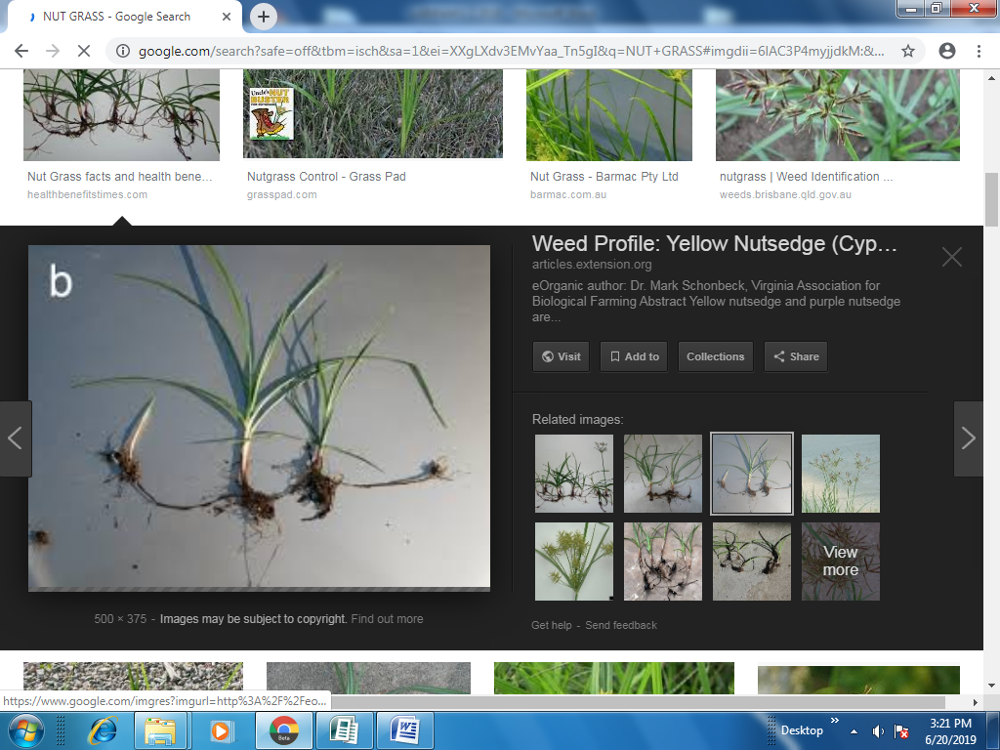 NUT GRASS - Google Search
google.com/search?safe=off&tbm=isch&sa=1&ei=XXgLXdv3EMvYaa_Tn5gI&q=NUT+GRASS#imgdii=6IAC3P4myjjdkM:&...
Uncle's
NUT
BUSTER
Nut Grass facts and health bene...
Nutgrass Control - Grass Pad
Nut Grass - Barmac Pty Ltd
nutgrass | Weed Identification ...
healthbenefitstimes.com
grasspad.com
barmac.com.au
weeds.brisbane.qld.gov.au
b
Weed Profile: Yellow Nutsedge (Cyp...
articles.extension.org
eOrganic author: Dr. Mark Schonbeck, Virginia Association for
Biological Farming Abstract Yellow nutsedge and purple nutsedge
are...
Visit
Add to
Collections
Share
Related images:
View
more
500 × 375 - Images may be subject to copyright. Find out more
Get help - Send feedback
https://www.google.com/imgres?imgurl=http%3A%2F%2Feo...
Beta
Desktop
3:21 PM
6/20/2019